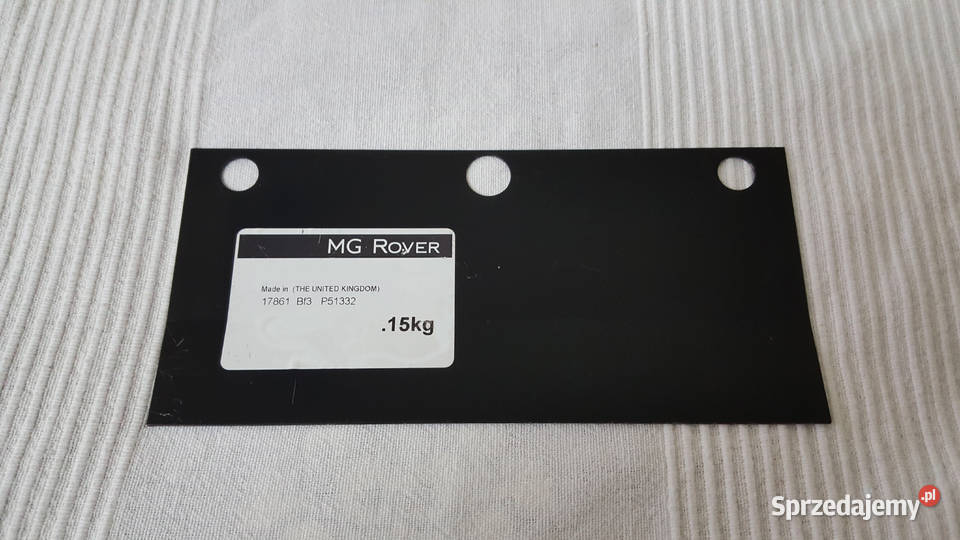 MG ROVER
Made in (THE UNITED KINGDOM)
17861 Bf3 P51332
.15kg
Sprzedajemy.pl